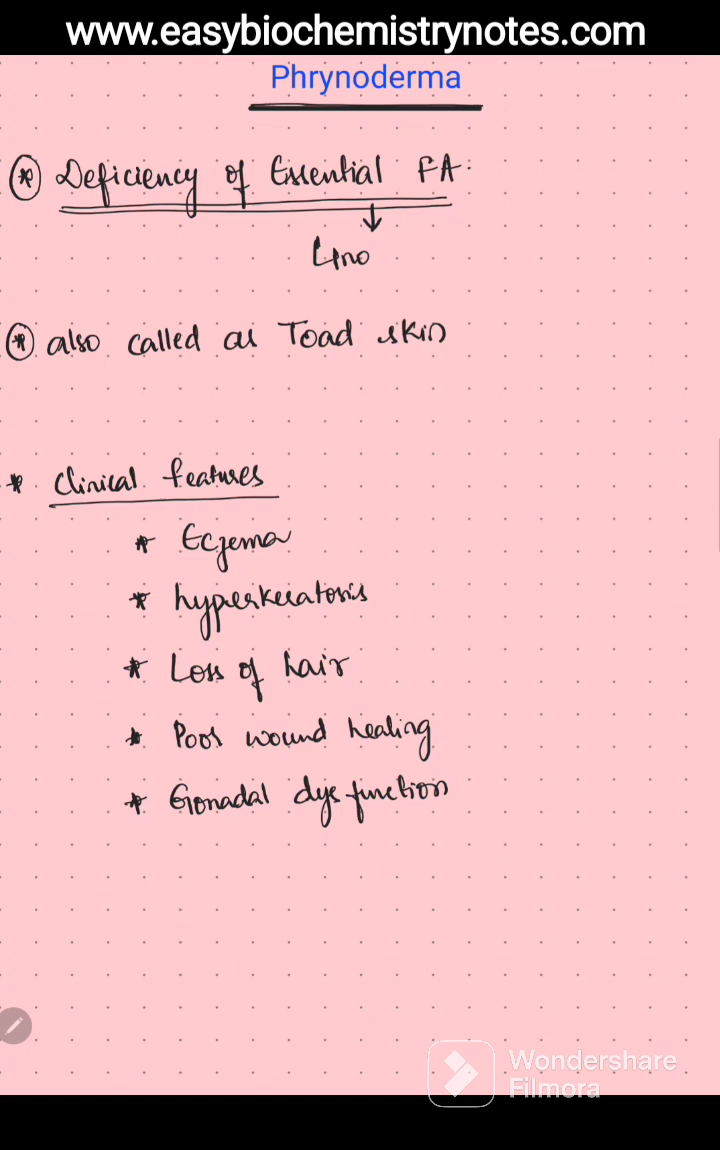 www.easybiochemistrynotes.com
Phrynoderma
* Deficiency of Essential FA.
↓
Lino
* also called as Toad skin
* Clinical features
* Eczema
* hyperkeratosis
* Loss of hair
* Poor wound healing
* Gonadal dysfunction
Wondershare
Filmora